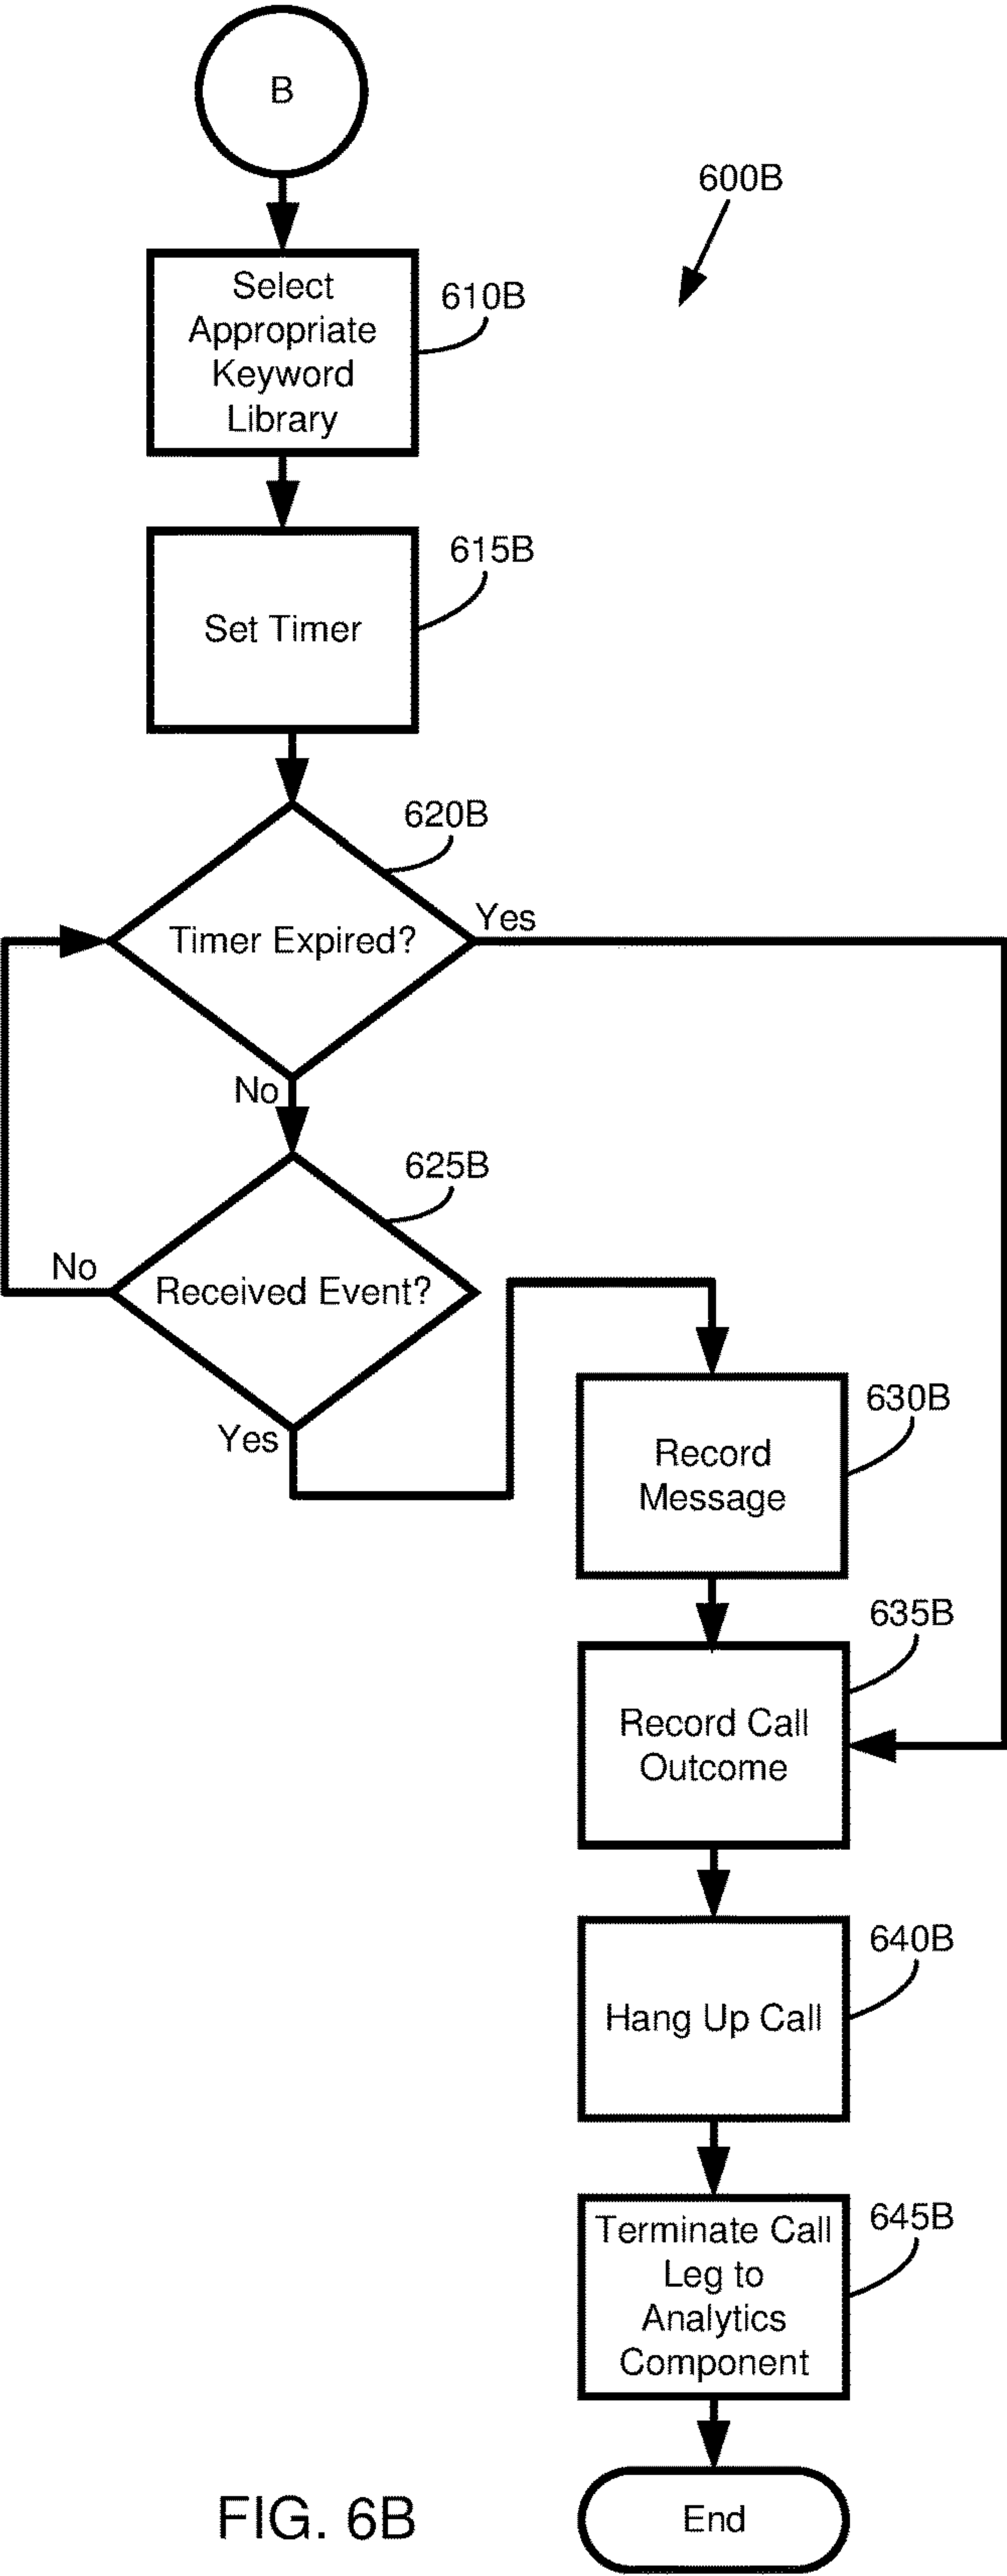 B
600B
Select
Appropriate
Keyword
Library
610B
Set Timer
615B
620B
Timer Expired?
Yes
No
625B
Received Event?
No
Yes
630B
Record
Message
635B
Record Call
Outcome
640B
Hang Up Call
645B
Terminate Call
Leg to
Analytics
Component
End
FIG. 6B